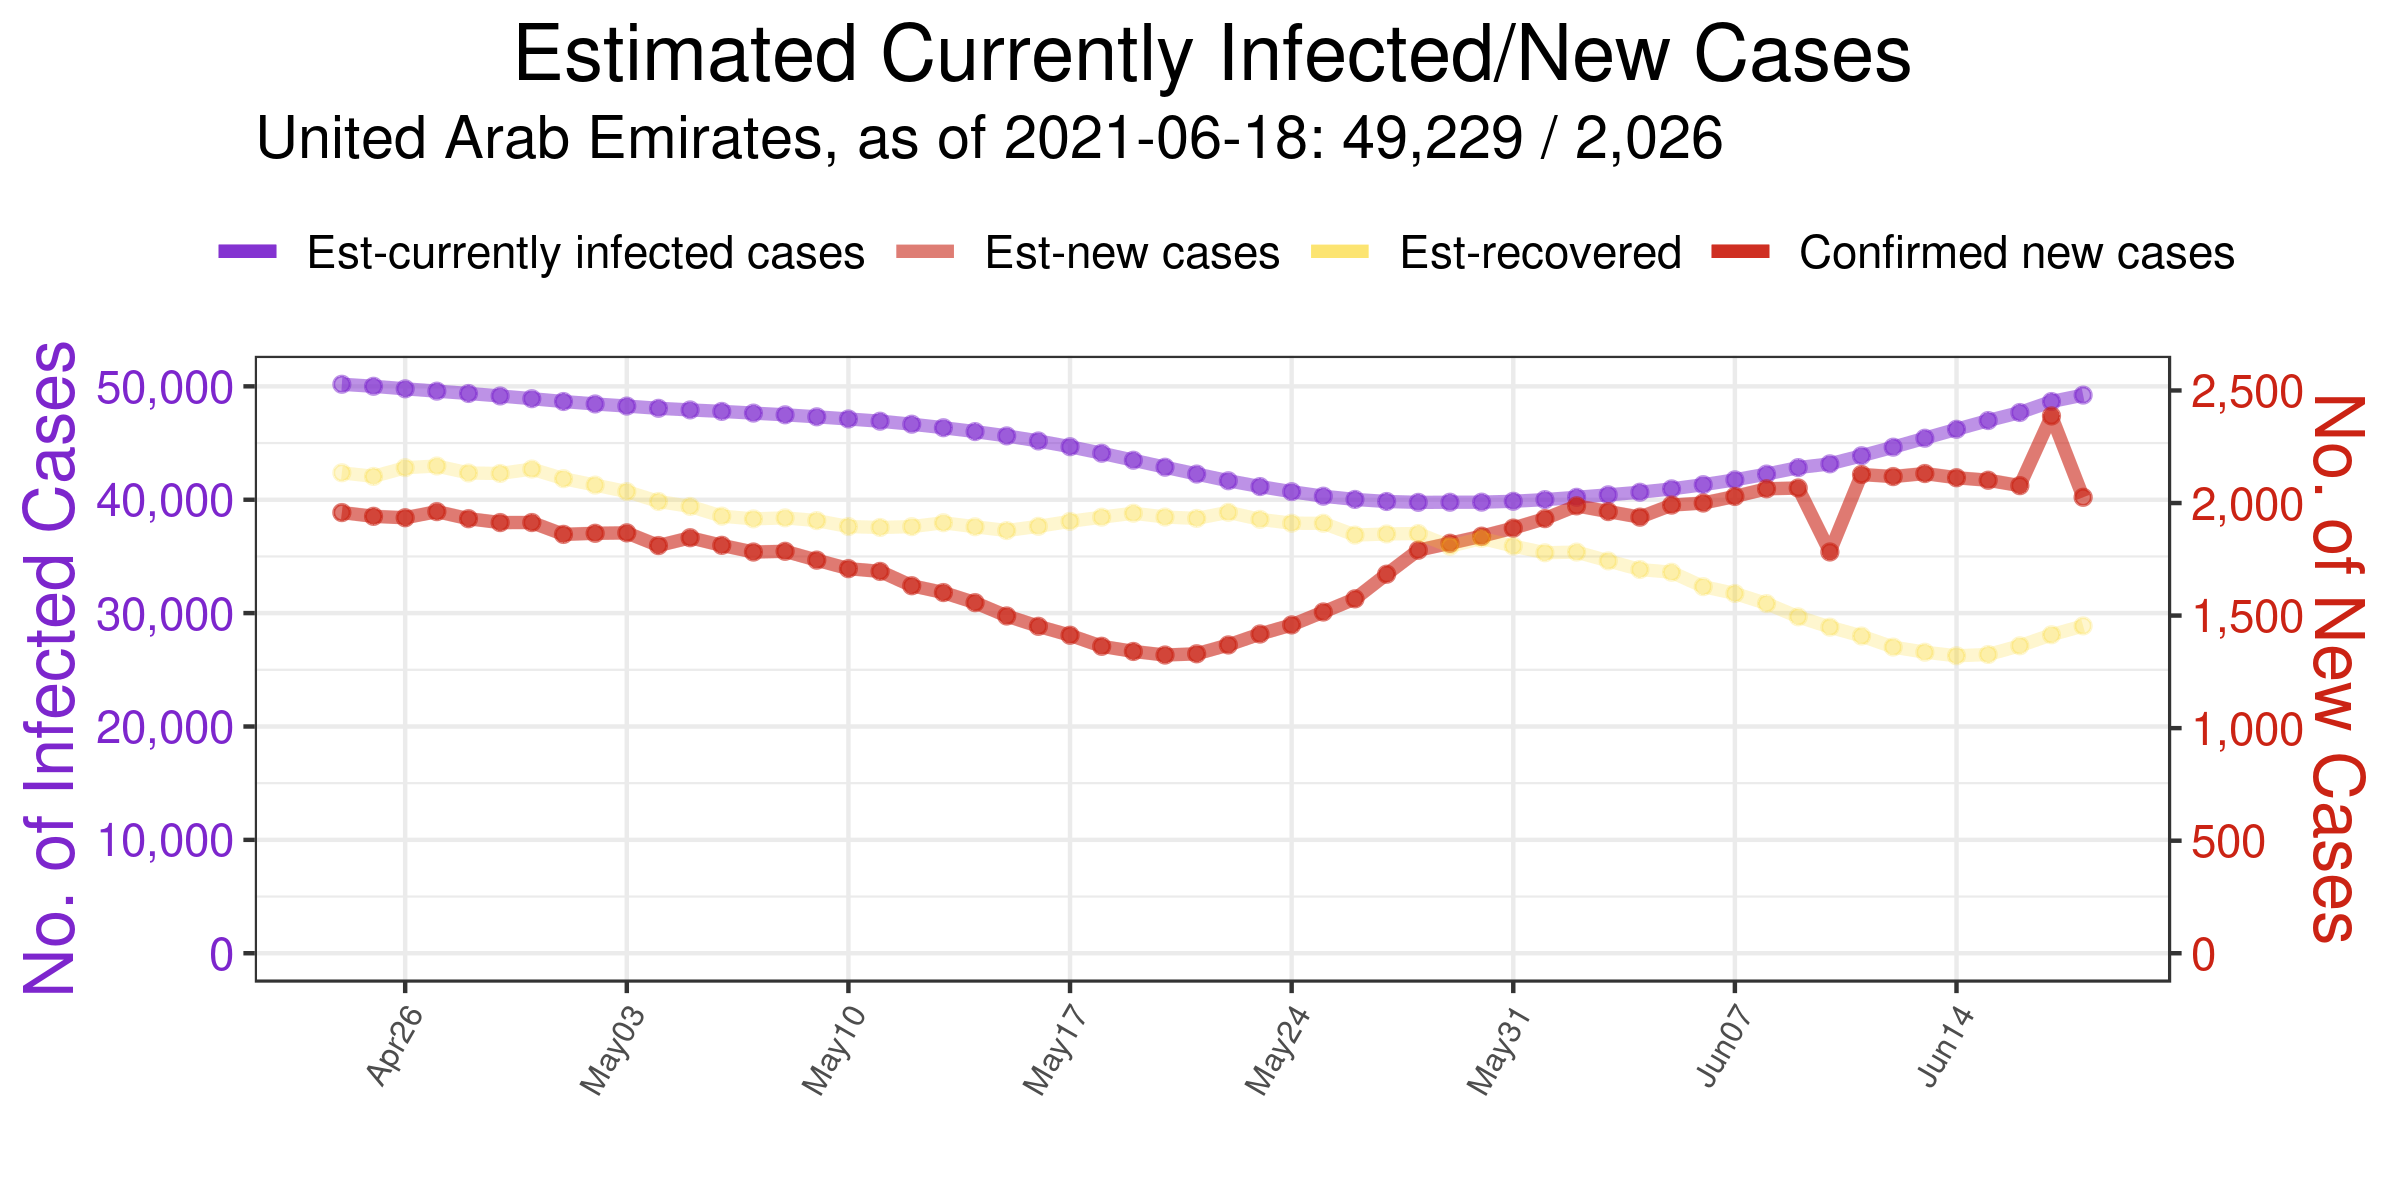 Estimated Currently Infected/New Cases
United Arab Emirates, as of 2021-06-18: 49,229 / 2,026
Est-currently infected cases Est-new cases Est-recovered Confirmed new cases
No. of Infected Cases
50,000
40,000
30,000
20,000
10,000
0
2,500
2,000
1,500
1,000
500
0
No. of New Cases
Apr26 May03 May10 May17 May24 May31 Jun07 Jun14